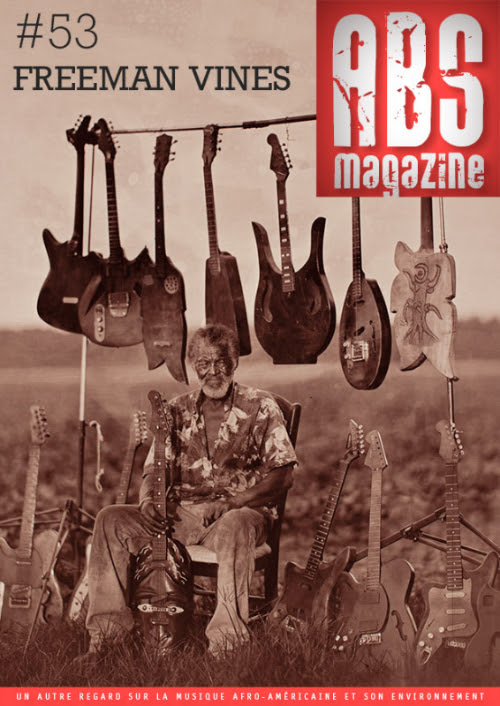 #53
FREEMAN VINES
ABS
magazine
UN AUTRE REGARD SUR LA MUSIQUE AFRO-AMÉRICAINE ET SON ENVIRONNEMENT